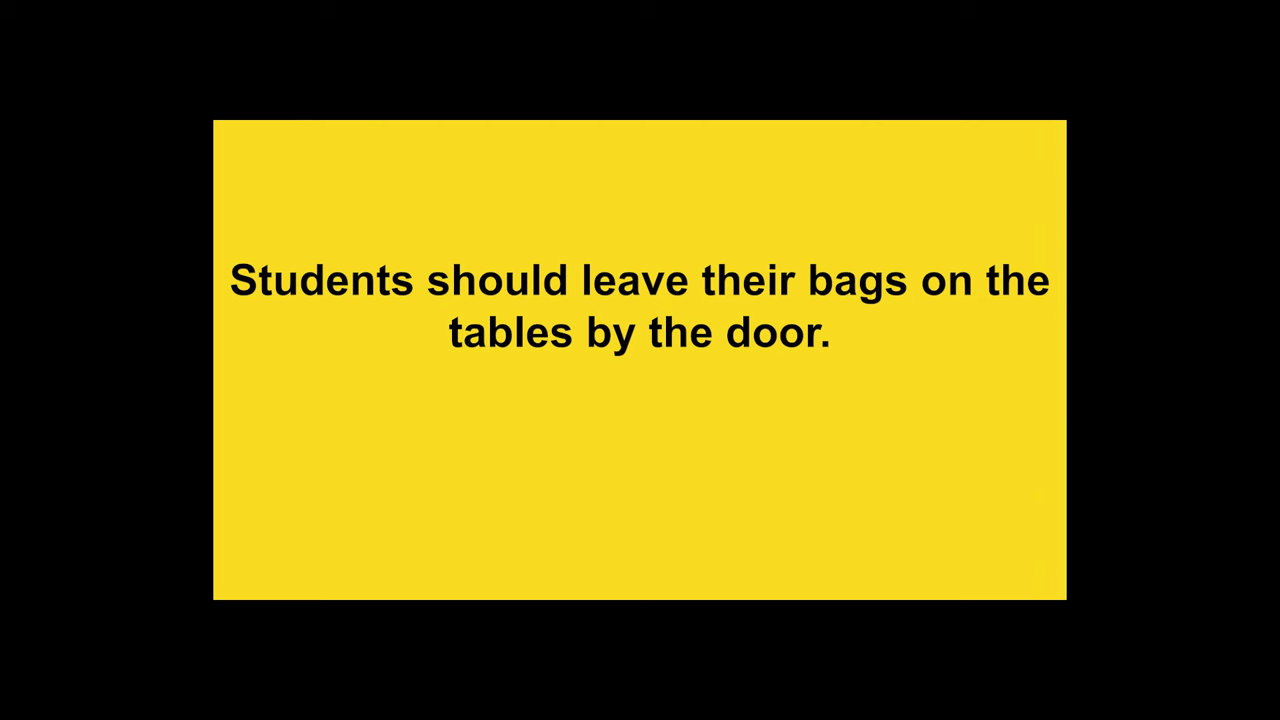 Students should leave their bags on the
tables by the door.